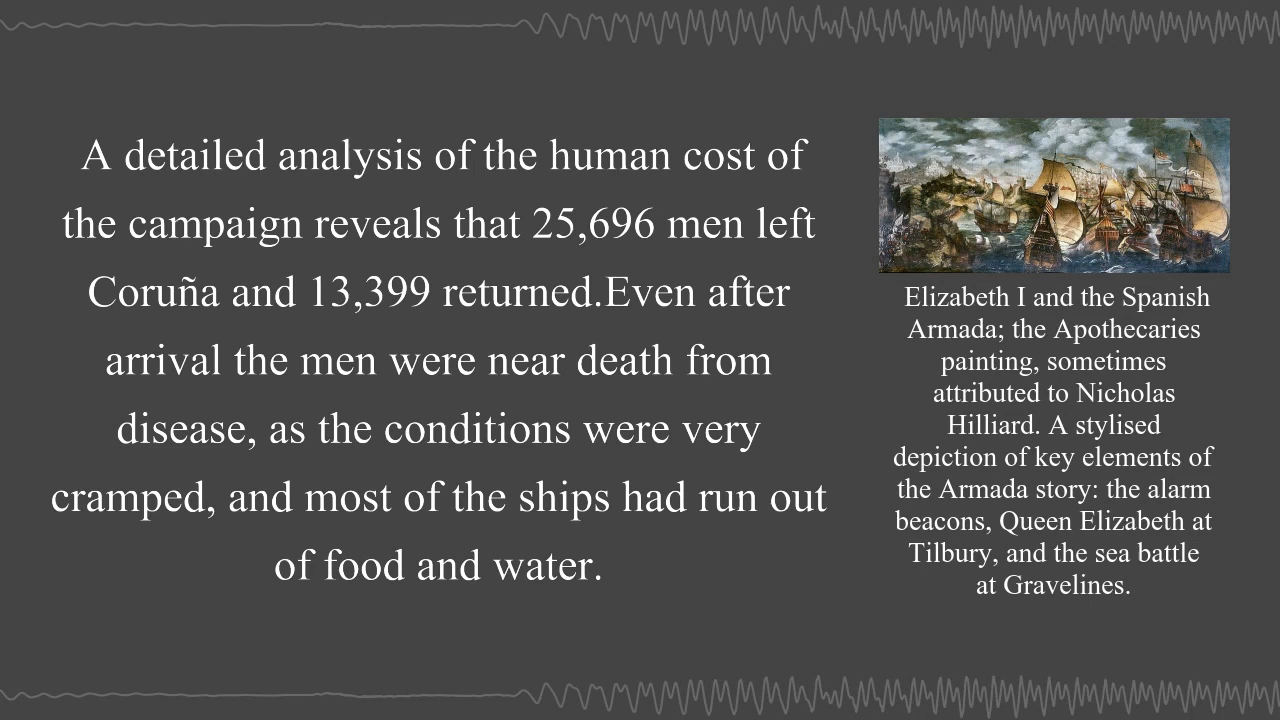 A detailed analysis of the human cost of
the campaign reveals that 25,696 men left
Coruña and 13,399 returned.Even after
arrival the men were near death from
disease, as the conditions were very
cramped, and most of the ships had run out
of food and water.
Elizabeth I and the Spanish
Armada; the Apothecaries
painting, sometimes
attributed to Nicholas
Hilliard. A stylised
depiction of key elements of
the Armada story: the alarm
beacons, Queen Elizabeth at
Tilbury, and the sea battle
at Gravelines.